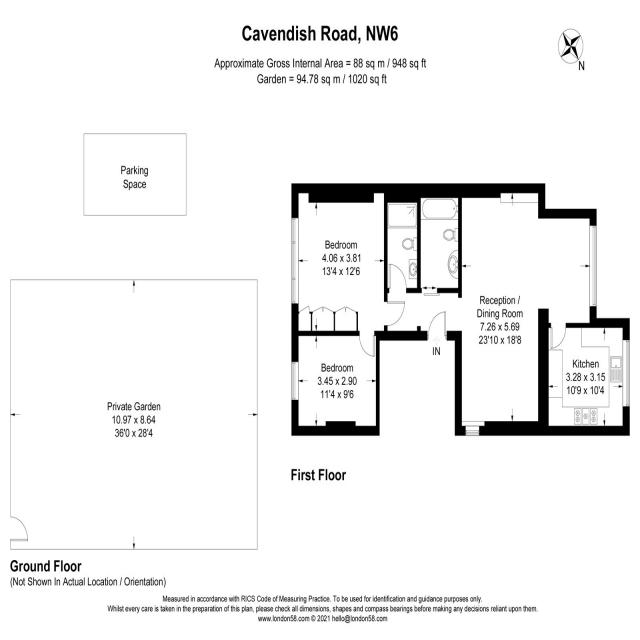 Cavendish Road, NW6
Approximate Gross Internal Area = 88 sq m / 948 sq ft
Garden = 94.78 sq m / 1020 sq ft
N
Parking
Space
Bedroom
4.06 x 3.81
13'4 x 12'6
Reception /
Dining Room
7.26 x 5.69
23'10 x 18'8
IN
Kitchen
3.28 x 3.15
10'9 x 10'4
Bedroom
3.45 x 2.90
11'4 x 9'6
Private Garden
10.97 x 8.64
36'0 x 28'4
First Floor
Ground Floor
(Not Shown In Actual Location / Orientation)
Measured in accordance with RICS Code of Measuring Practice. To be used for identification and guidance purposes only.
Whilst every care is taken in the preparation of this plan, please check all dimensions, shapes and compass bearings before making any decisions reliant upon them.
www.london58.com © 2021 hello@london58.com